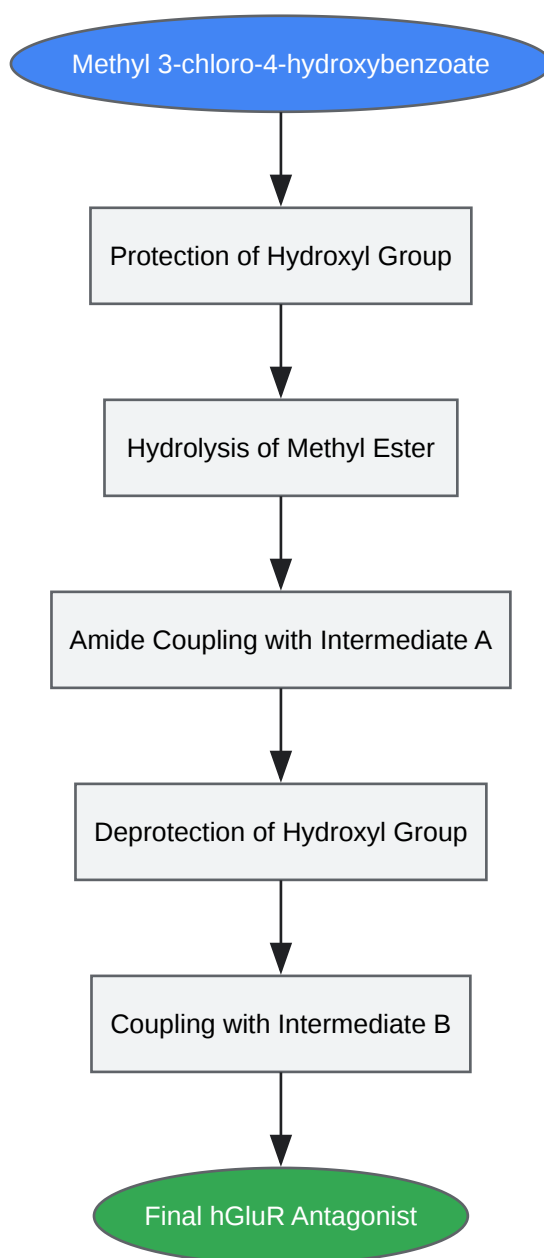 Methyl 3-chloro-4-hydroxybenzoate
Protection of Hydroxyl Group
Hydrolysis of Methyl Ester
Amide Coupling with Intermediate A
Deprotection of Hydroxyl Group
Coupling with Intermediate B
Final hGluR Antagonist